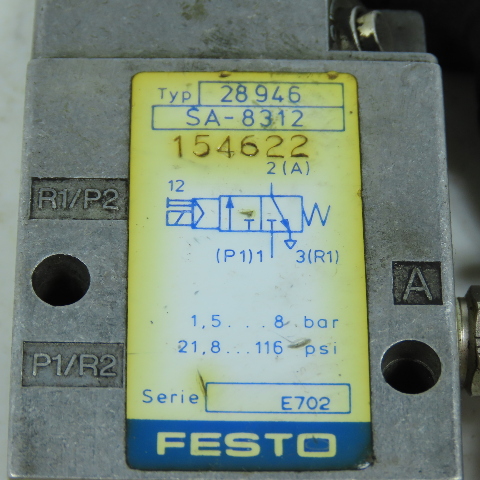 Typ 28946
SA-8312
154622
2(A)
R1/P2
12
(P1)1 3(R1)
A
1,5...8 bar
P1/R2
21,8...116 psi
Serie E702
FESTO